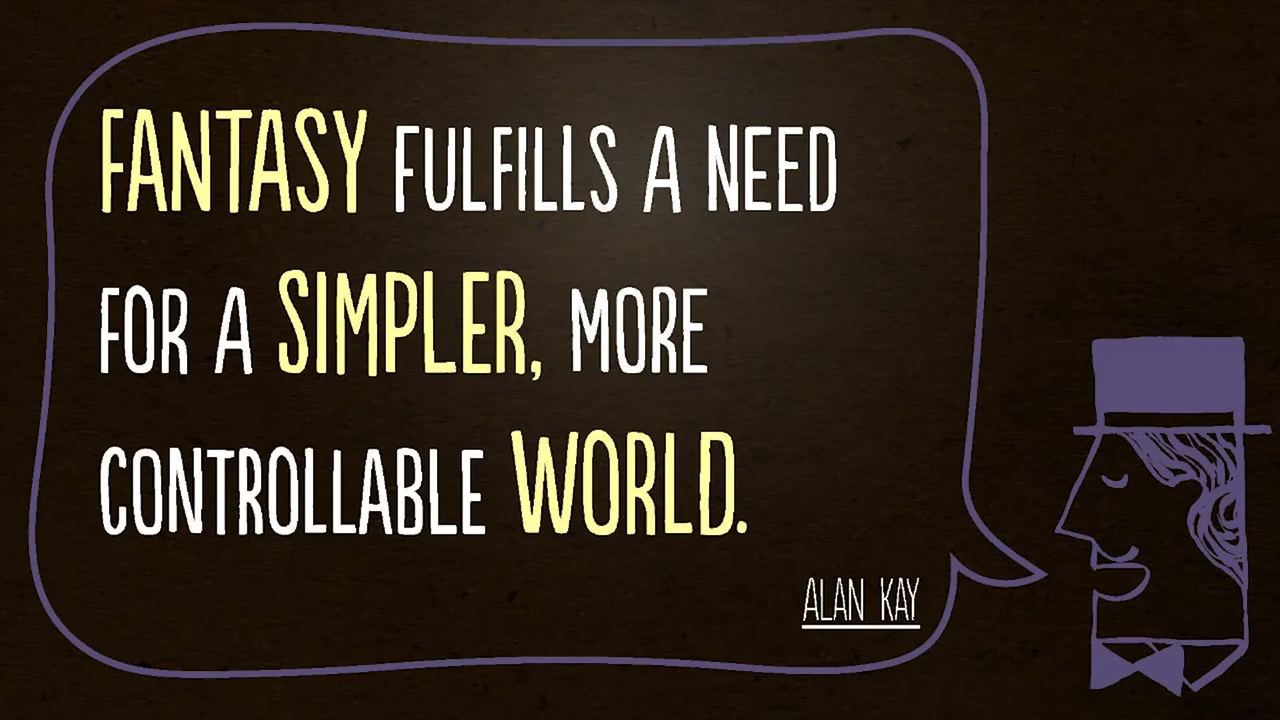 FANTASY FULFILLS A NEED
FOR A SIMPLER, MORE
CONTROLLABLE WORLD.
ALAN KAY